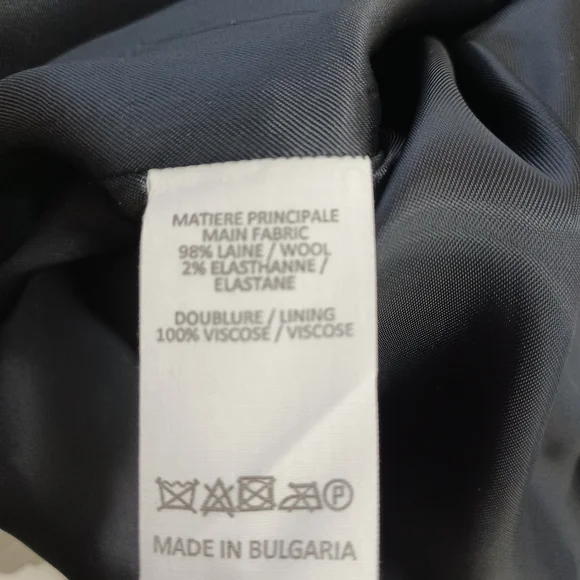 MATIERE PRINCIPALE
MAIN FABRIC
98% LAINE / WOOL
2% ELASTHANNE /
ELASTANE
DOUBLURE / LINING
100% VISCOSE / VISCOSE
P
MADE IN BULGARIA